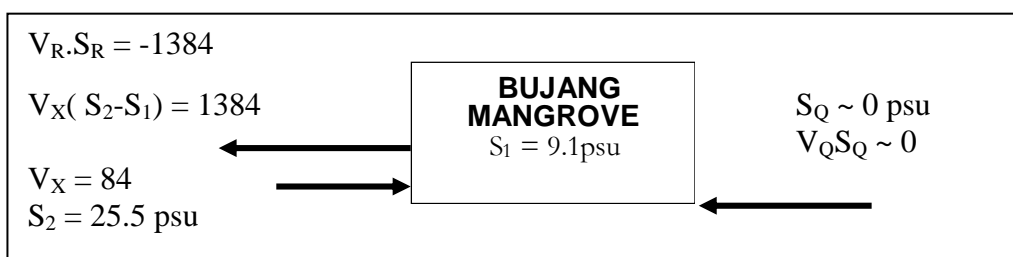 V_R.S_R = -1384
V_X( S_2-S_1) = 1384
V_X = 84
S_2 = 25.5 psu
BUJANG
MANGROVE
S_1 = 9.1psu
S_Q ~ 0 psu
V_QS_Q ~ 0